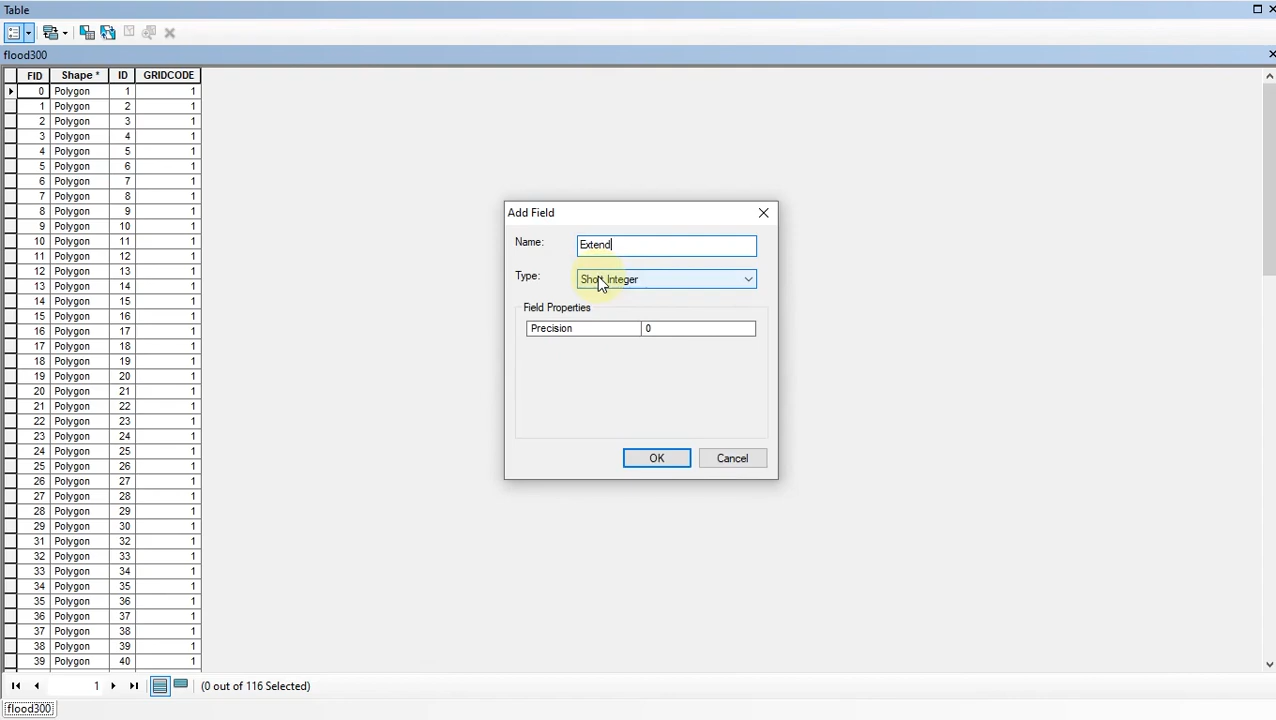 Table
flood300
FID Shape * ID GRIDCODE
0 Polygon 1 1
1 Polygon 2 1
2 Polygon 3 1
3 Polygon 4 1
4 Polygon 5 1
5 Polygon 6 1
6 Polygon 7 1
7 Polygon 8 1
8 Polygon 9 1
9 Polygon 10 1
10 Polygon 11 1
11 Polygon 12 1
12 Polygon 13 1
13 Polygon 14 1
14 Polygon 15 1
15 Polygon 16 1
16 Polygon 17 1
17 Polygon 18 1
18 Polygon 19 1
19 Polygon 20 1
20 Polygon 21 1
21 Polygon 22 1
22 Polygon 23 1
23 Polygon 24 1
24 Polygon 25 1
25 Polygon 26 1
26 Polygon 27 1
27 Polygon 28 1
28 Polygon 29 1
29 Polygon 30 1
31 Polygon 32 1
32 Polygon 33 1
33 Polygon 34 1
34 Polygon 35 1
35 Polygon 36 1
36 Polygon 37 1
37 Polygon 38 1
38 Polygon 39 1
39 Polygon 40 1
Add Field
Name: Extend
Type: Short Integer
Field Properties
Precision 0
OK Cancel
1 (0 out of 116 Selected)
flood300